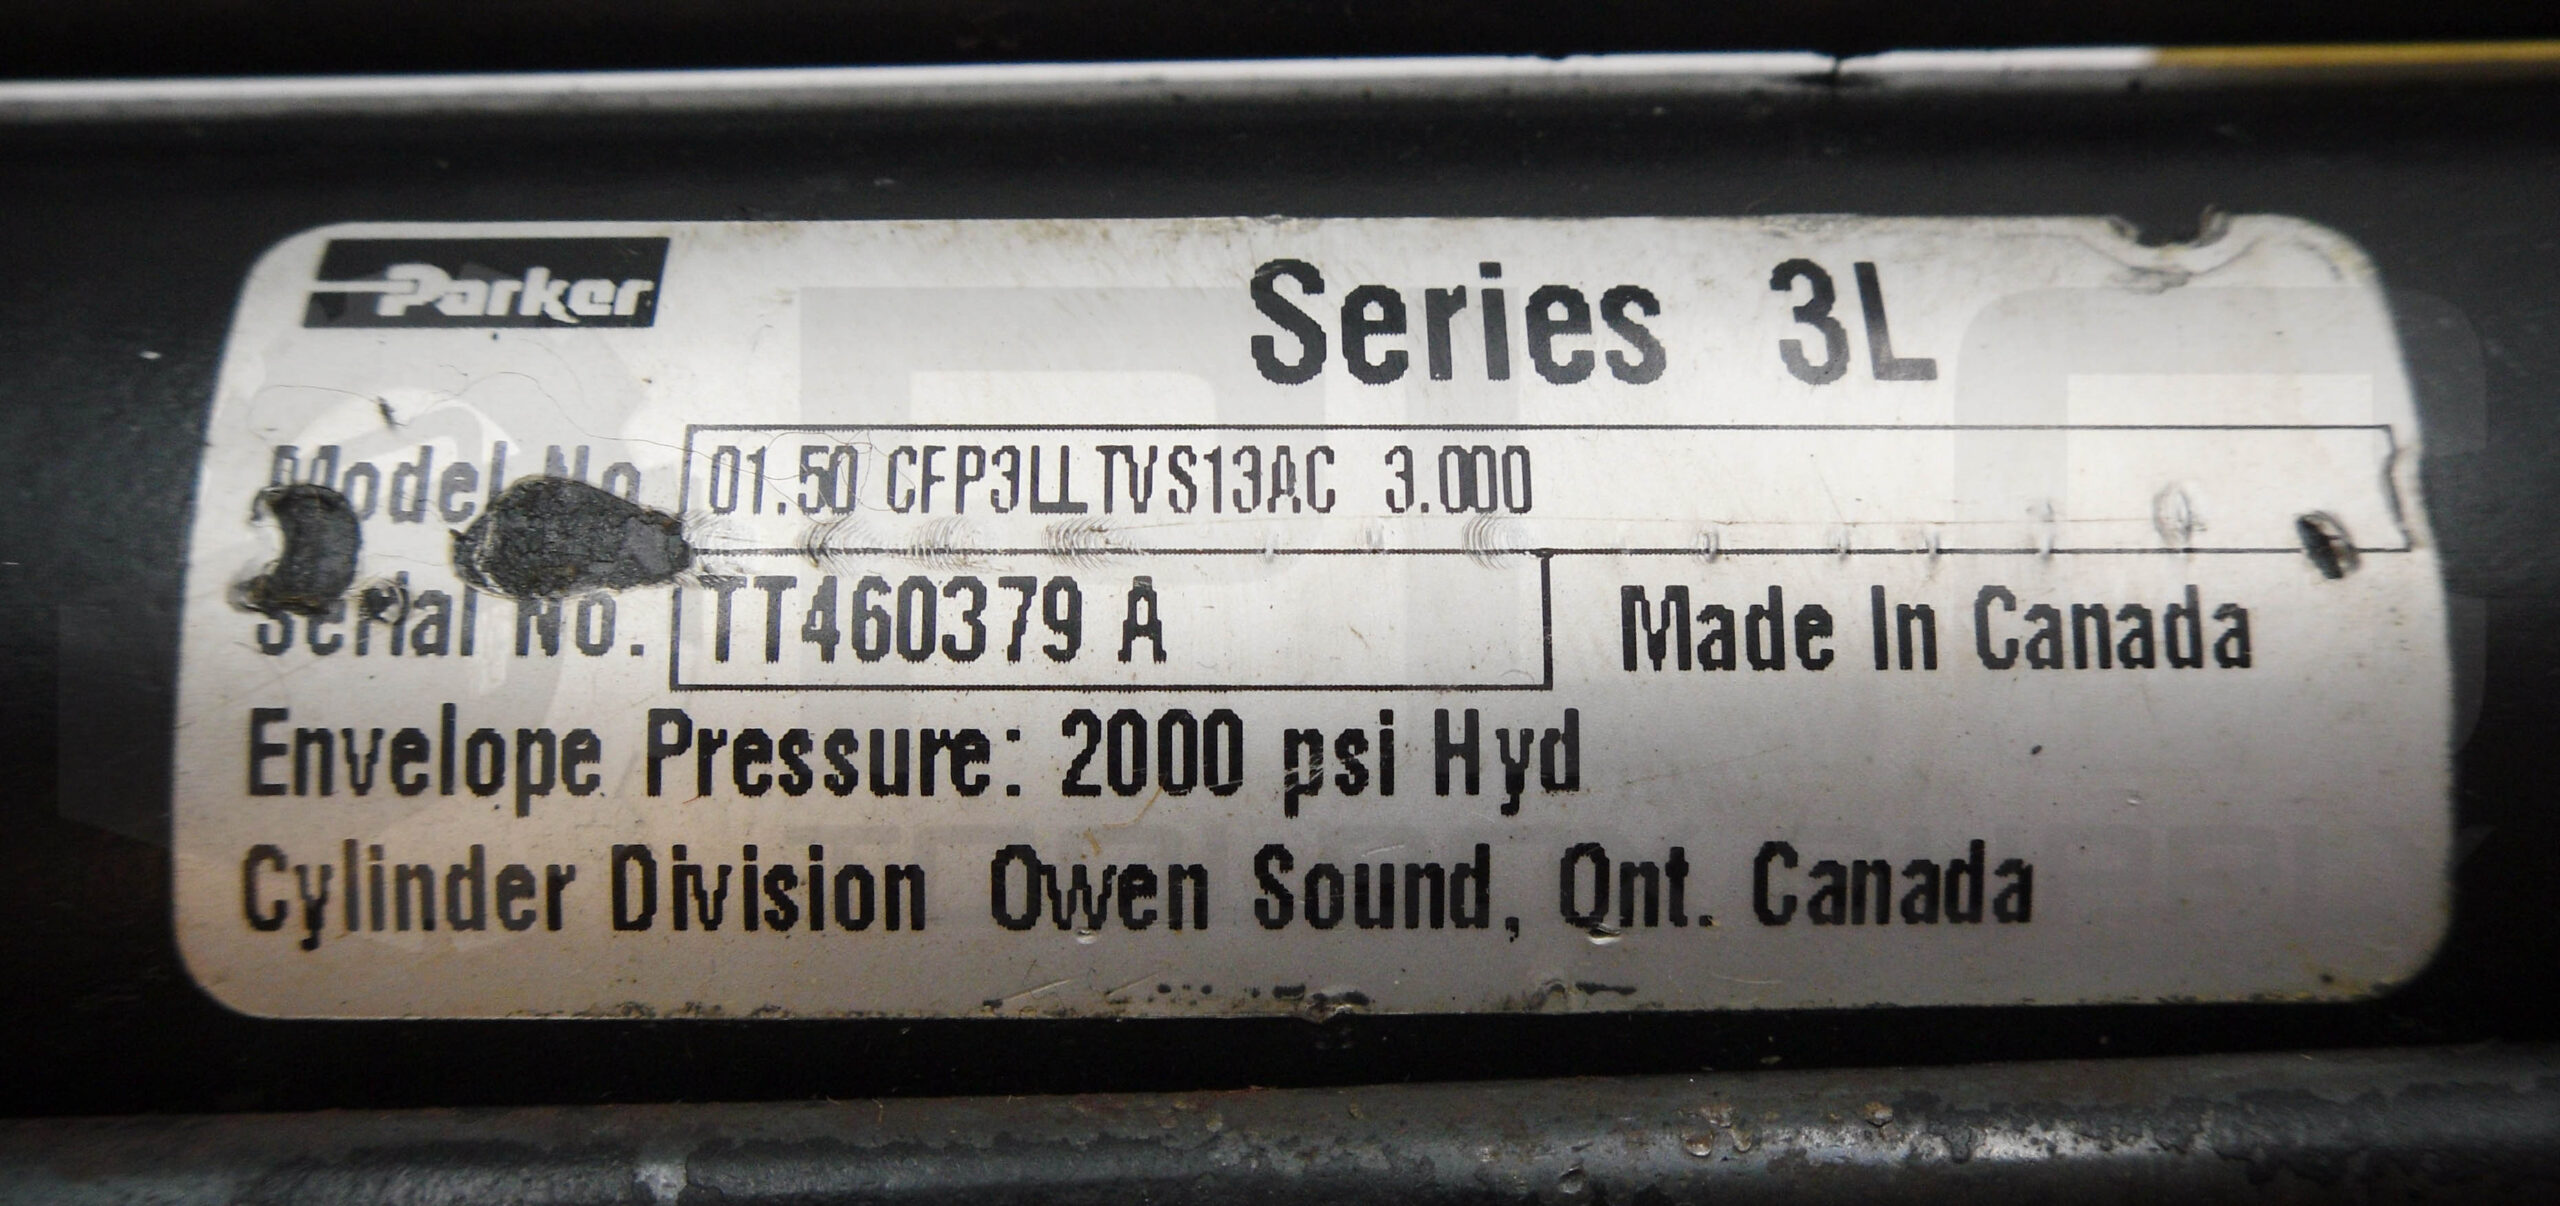 Parker
Series 3L
Model No. 01.50 CFP3LLTVS13AC 3.000
Serial No. TT460379 A Made In Canada
Envelope Pressure: 2000 psi Hyd
Cylinder Division Owen Sound, Ont. Canada